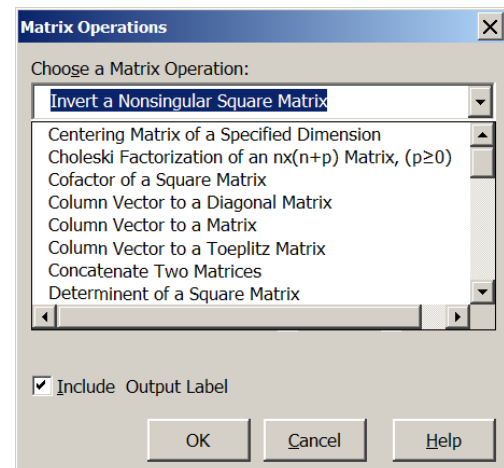 Matrix Operations
Choose a Matrix Operation:
Invert a Nonsingular Square Matrix
Centering Matrix of a Specified Dimension
Choleski Factorization of an nx(n+p) Matrix, (p≥0)
Cofactor of a Square Matrix
Column Vector to a Diagonal Matrix
Column Vector to a Matrix
Column Vector to a Toeplitz Matrix
Concatenate Two Matrices
Determinent of a Square Matrix
Include Output Label
OK Cancel Help